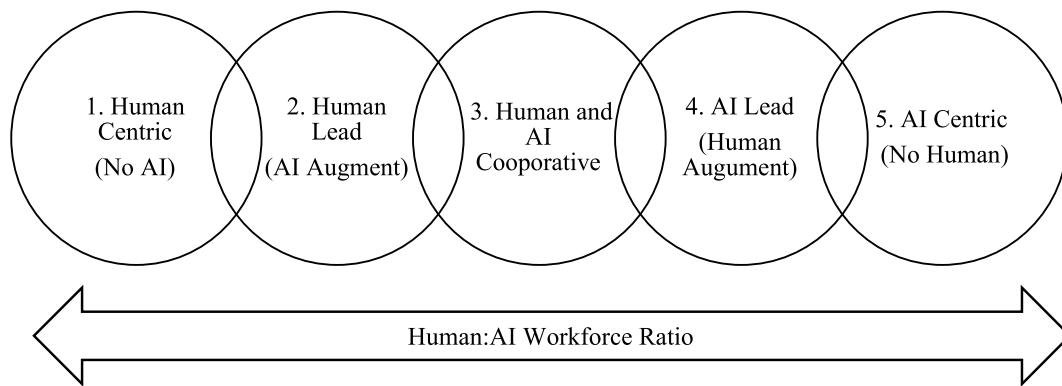 1. Human
Centric
(No AI)
2. Human
Lead
(AI Augment)
3. Human and
AI
Cooperative
4. AI Lead
(Human
Augument)
5. AI Centric
(No Human)
Human:AI Workforce Ratio